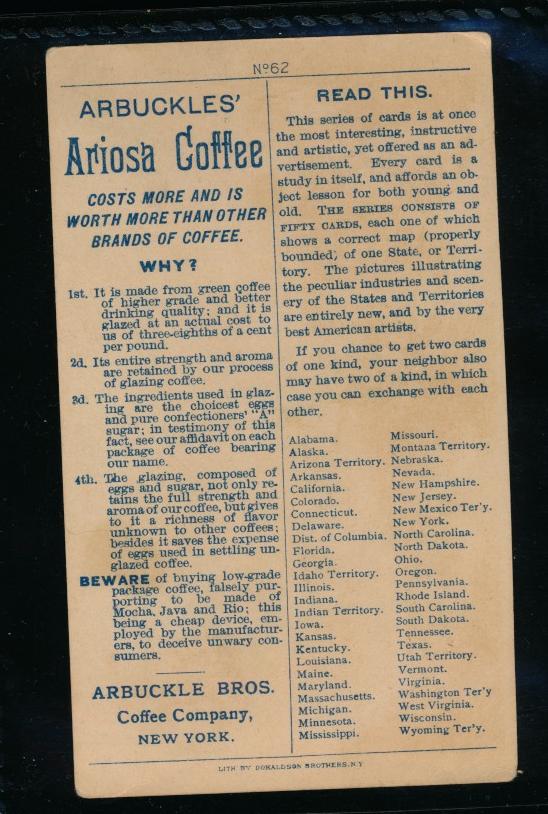 Nº 62
ARBUCKLES'
Ariosa Coffee
COSTS MORE AND IS
WORTH MORE THAN OTHER
BRANDS OF COFFEE.
WHY?
1st. It is made from green coffee
of higher grade and better
drinking quality; and it is
glazed at an actual cost to
us of three-eighths of a cent
per pound.
2d. Its entire strength and aroma
are retained by our process
of glazing coffee.
3d. The ingredients used in glaz-
ing are the choicest eggs
and pure confectioners' "A"
sugar; in testimony of this
fact, see our affidavit on each
package of coffee bearing
our name.
4th. The glazing, composed of
eggs and sugar, not only re-
tains the full strength and
aroma of our coffee, but gives
to it a richness of flavor
unknown to other coffees;
besides it saves the expense
of eggs used in settling un-
glazed coffee.
BEWARE of buying low-grade
package coffee, falsely pur-
porting to be made of
Mocha, Java and Rio; this
being a cheap device, em-
ployed by the manufactur-
ers, to deceive unwary con-
sumers.
ARBUCKLE BROS.
Coffee Company,
NEW YORK.
READ THIS.
This series of cards is at once
the most interesting, instructive
and artistic, yet offered as an ad-
vertisement. Every card is a
study in itself, and affords an ob-
ject lesson for both young and
old. THE SERIES CONSISTS OF
FIFTY CARDS, each one of which
shows a correct map (properly
bounded, of one State, or Terri-
tory. The pictures illustrating
the peculiar industries and scen-
ery of the States and Territories
are entirely new, and by the very
best American artists.
If you chance to get two cards
of one kind, your neighbor also
may have two of a kind, in which
case you can exchange with each
other.
Alabama.
Alaska.
Arizona Territory.
Arkansas.
California.
Colorado.
Connecticut.
Delaware.
Dist. of Columbia.
Florida.
Georgia.
Idaho Territory.
Illinois.
Indiana.
Indian Territory.
Iowa.
Kansas.
Kentucky.
Louisiana.
Maine.
Maryland.
Massachusetts.
Michigan.
Minnesota.
Mississippi.
Missouri.
Montana Territory.
Nebraska.
Nevada.
New Hampshire.
New Jersey.
New Mexico Ter'y.
New York.
North Carolina.
North Dakota.
Ohio.
Oregon.
Pennsylvania.
Rhode Island.
South Carolina.
South Dakota.
Tennessee.
Texas.
Utah Territory.
Vermont.
Virginia.
Washington Ter'y
West Virginia.
Wisconsin.
Wyoming Ter'y.
LITH BY DONALDSON BROTHERS, N.Y